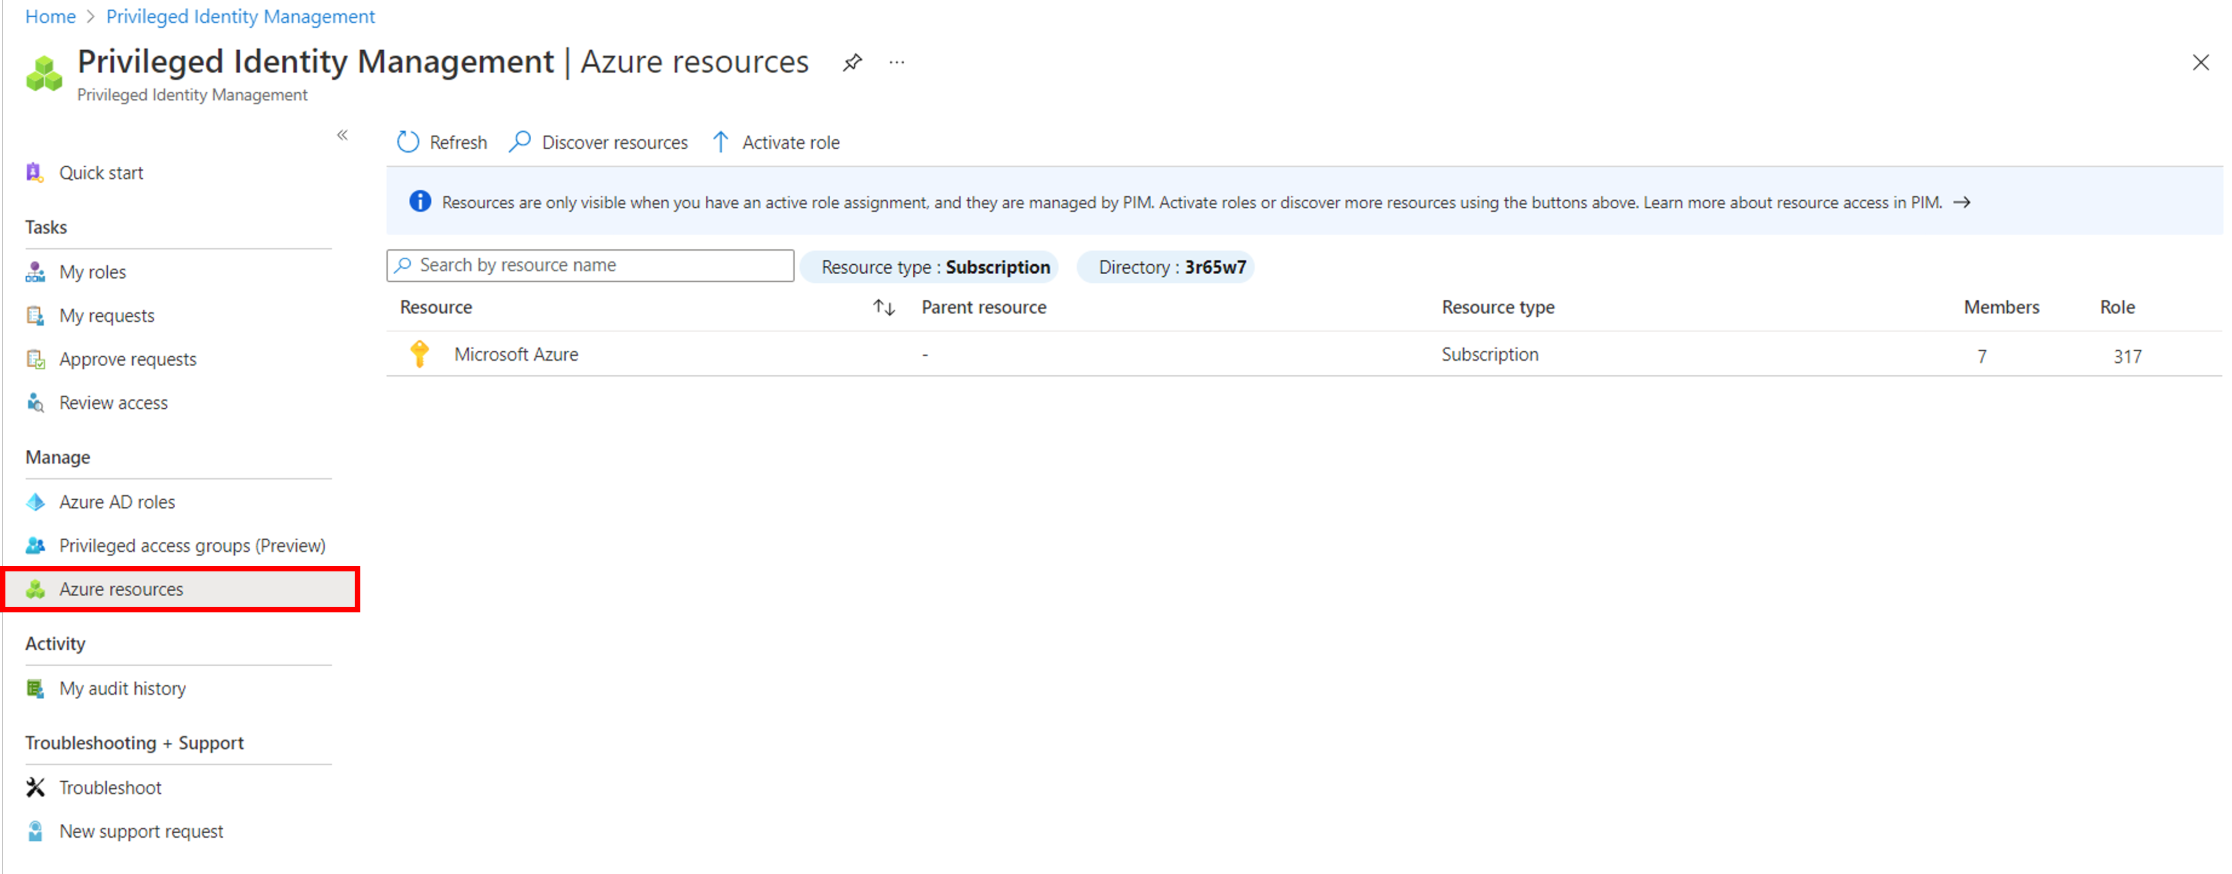 Home > Privileged Identity Management
Privileged Identity Management | Azure resources
Privileged Identity Management
Quick start
Tasks
My roles
My requests
Approve requests
Review access
Manage
Azure AD roles
Privileged access groups (Preview)
Azure resources
Activity
My audit history
Troubleshooting + Support
Troubleshoot
New support request
Refresh Discover resources Activate role
Resources are only visible when you have an active role assignment, and they are managed by PIM. Activate roles or discover more resources using the buttons above. Learn more about resource access in PIM. →
Search by resource name Resource type : Subscription Directory : 3r65w7
Resource Parent resource Resource type Members Role
Microsoft Azure - Subscription 7 317